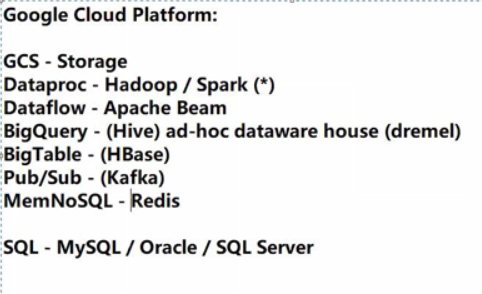 Google Cloud Platform:
GCS - Storage
Dataproc - Hadoop / Spark (*)
Dataflow - Apache Beam
BigQuery - (Hive) ad-hoc dataware house (dremel)
BigTable - (HBase)
Pub/Sub - (Kafka)
MemNoSQL - Redis
SQL - MySQL / Oracle / SQL Server